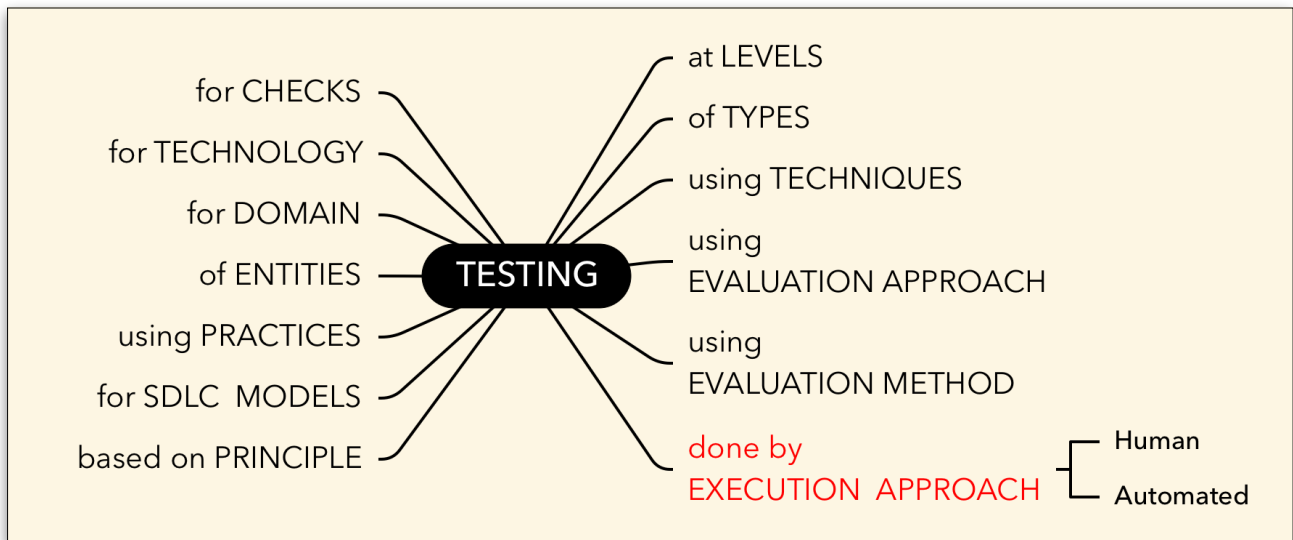 for CHECKS
for TECHNOLOGY
for DOMAIN
of ENTITIES
using PRACTICES
for SDLC  MODELS
based on PRINCIPLE
TESTING
at LEVELS
of TYPES
using TECHNIQUES
using
EVALUATION APPROACH
using
EVALUATION METHOD
done by
EXECUTION  APPROACH
Human
Automated